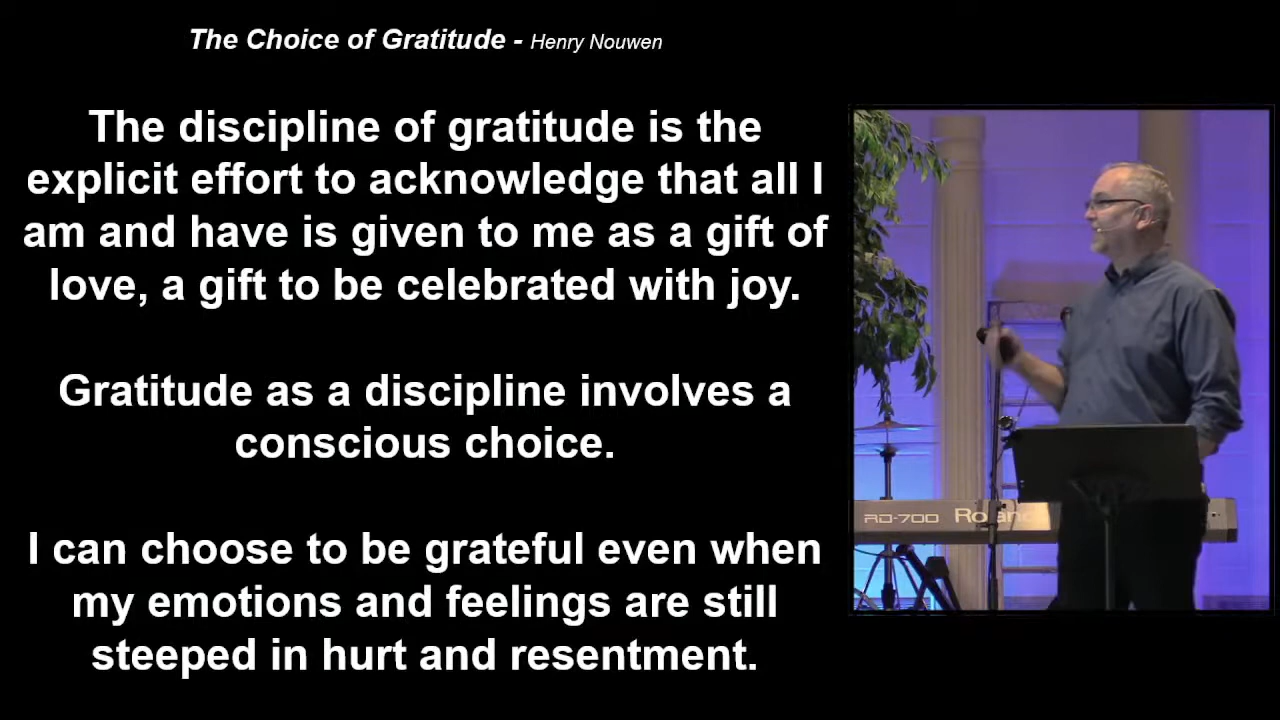 The Choice of Gratitude - Henry Nouwen
The discipline of gratitude is the
explicit effort to acknowledge that all I
am and have is given to me as a gift of
love, a gift to be celebrated with joy.
Gratitude as a discipline involves a
conscious choice.
I can choose to be grateful even when
my emotions and feelings are still
steeped in hurt and resentment.
RD-700 Roland